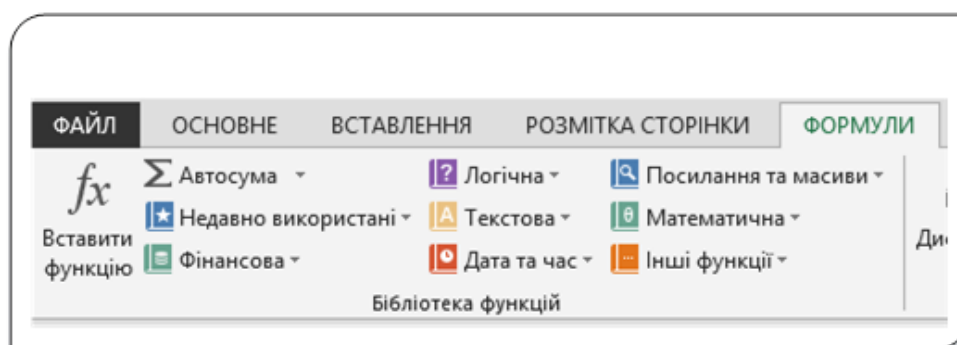 ФАЙЛ ОСНОВНЕ ВСТАВЛЕННЯ РОЗМІТКА СТОРІНКИ ФОРМУЛИ
fx Вставити функцію
Σ Автосума
Недавно використані
Фінансова
Логічна
Текстова
Дата та час
Посилання та масиви
Математична
Інші функції
Бібліотека функцій